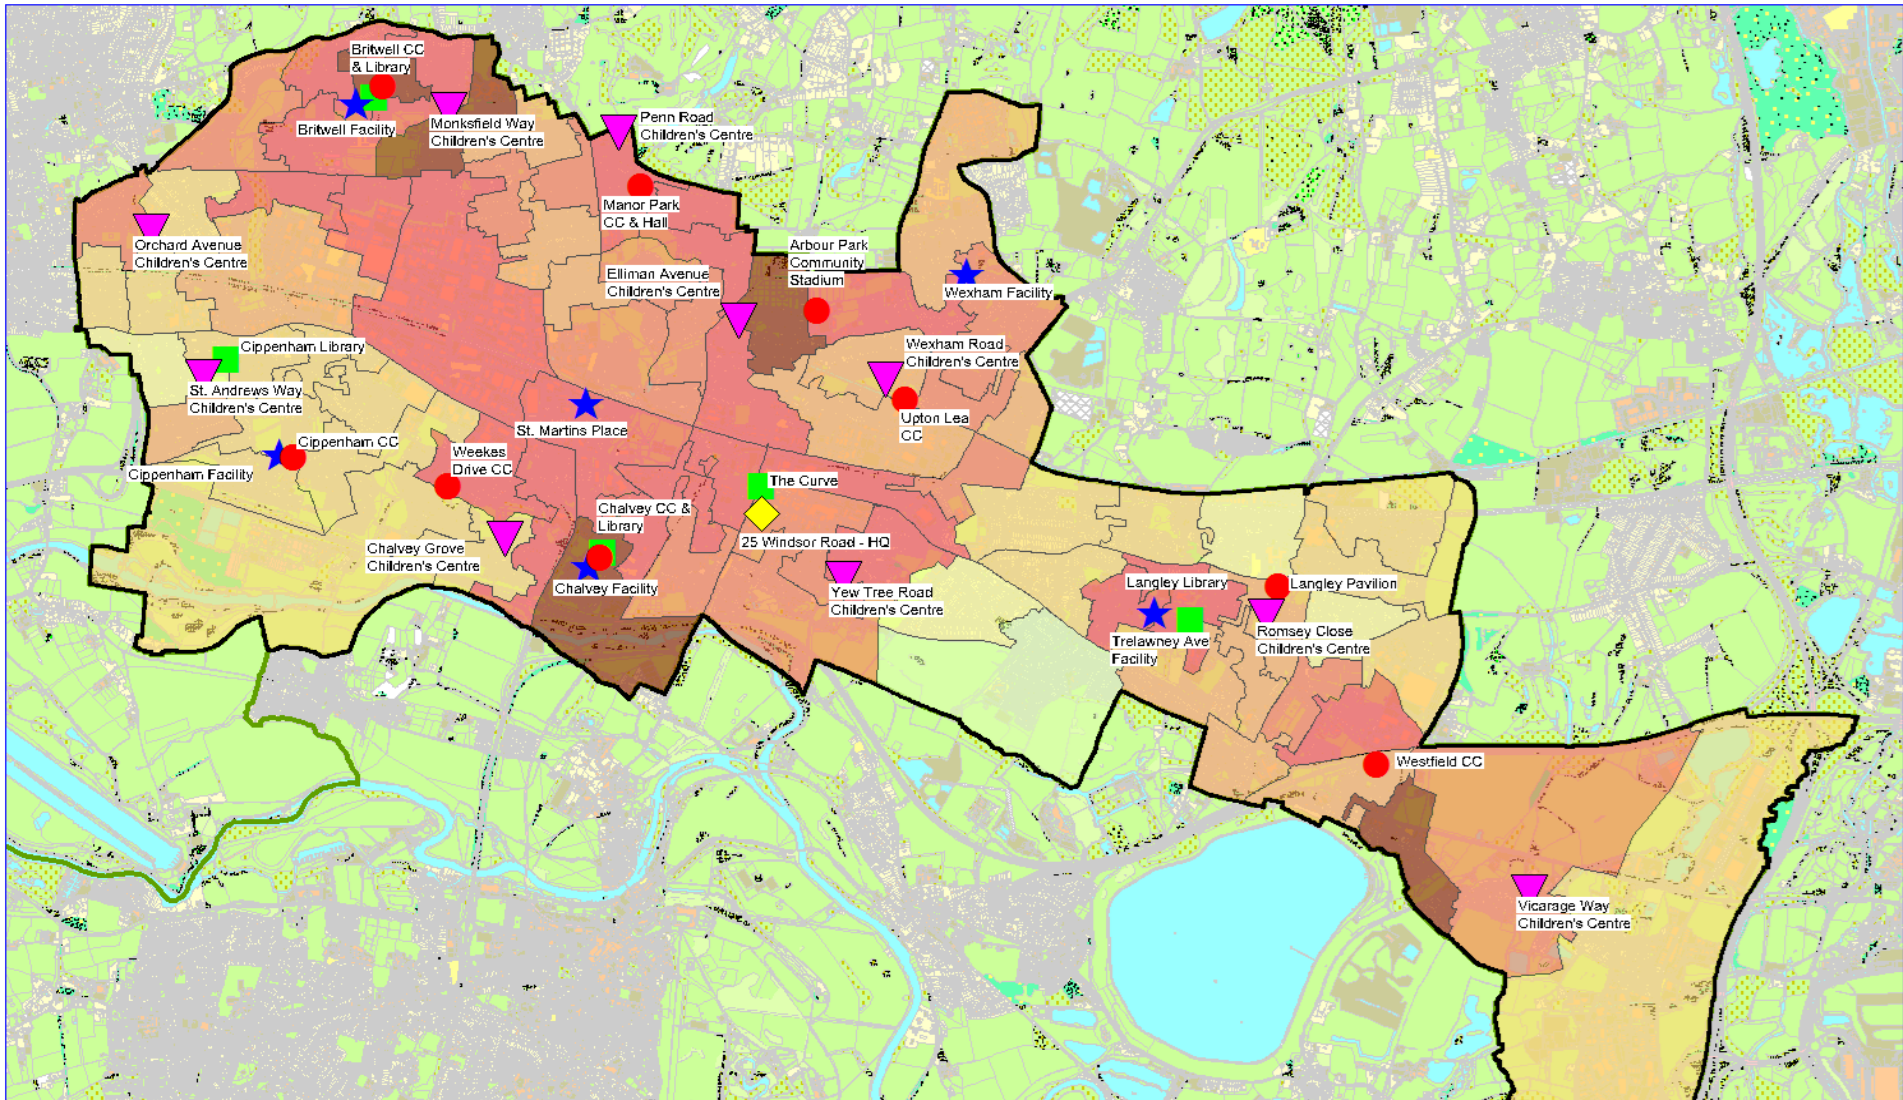 Britwell CC
& Library
Britwell Facility
Monksfield Way
Children's Centre
Penn Road
Children's Centre
Manor Park
CC & Hall
Orchard Avenue
Children's Centre
Elliman Avenue
Children's Centre
Arbour Park
Community
Stadium
Wexham Facility
Cippenham Library
St. Andrews Way
Children's Centre
Wexham Road
Children's Centre
Upton Lea
CC
St. Martins Place
Cippenham CC
Cippenham Facility
Weekes
Drive CC
The Curve
25 Windsor Road - HQ
Chalvey CC &
Library
Chalvey Grove
Children's Centre
Chalvey Facility
Yew Tree Road
Children's Centre
Langley Library
Langley Pavilion
Trelawney Ave
Facility
Romsey Close
Children's Centre
Westfield CC
Vicarage Way
Children's Centre